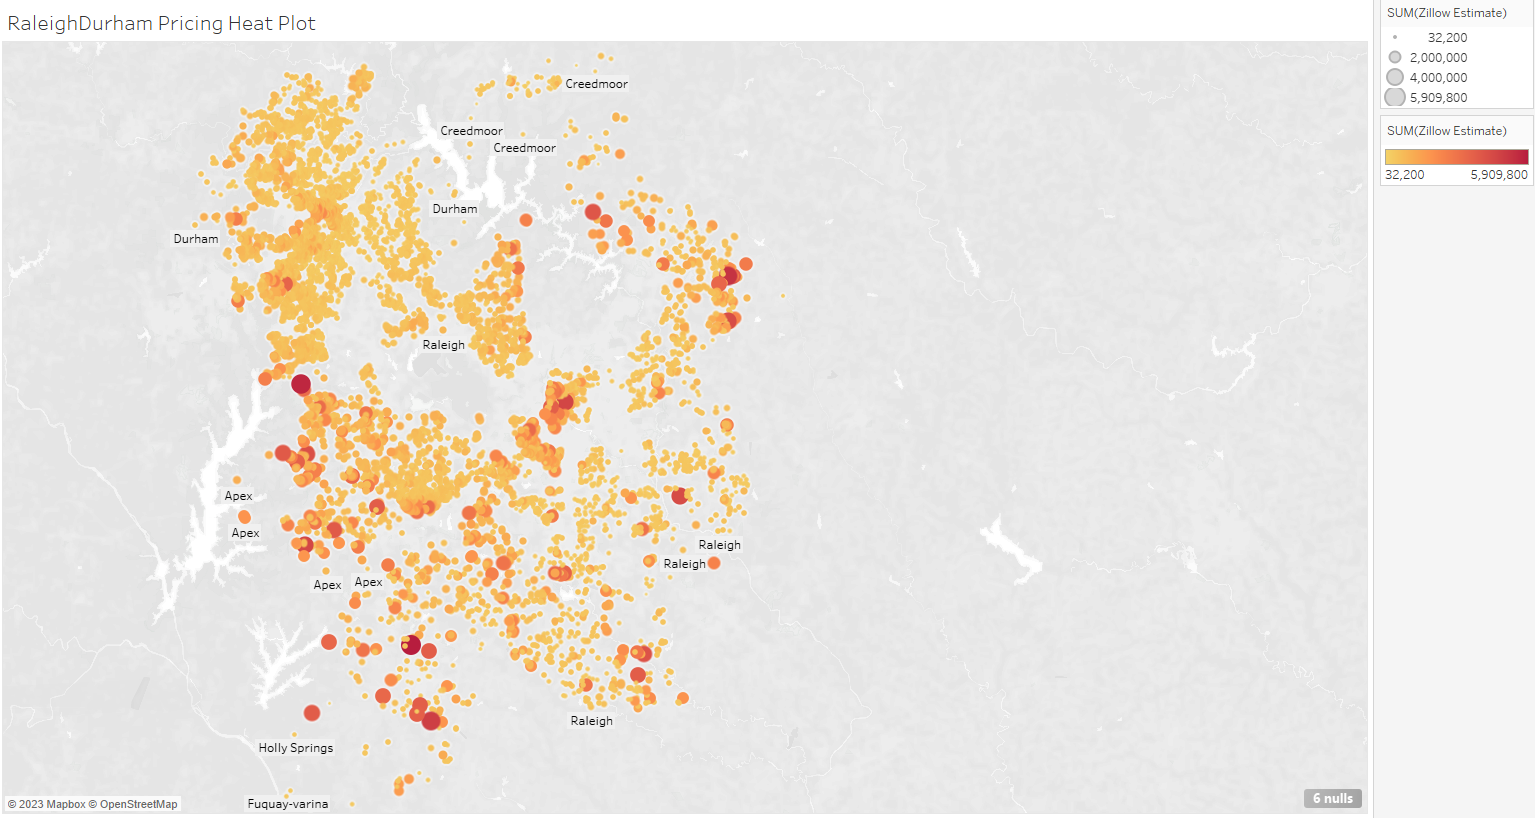 RaleighDurham Pricing Heat Plot
Creedmoor
Creedmoor
Creedmoor
Durham
Durham
Raleigh
Apex
Apex
Raleigh
Raleigh
Apex
Apex
Raleigh
Holly Springs
Fuquay-varina
© 2023 Mapbox © OpenStreetMap
6 nulls
SUM(Zillow Estimate)
32,200
2,000,000
4,000,000
5,909,800
SUM(Zillow Estimate)
32,200 5,909,800